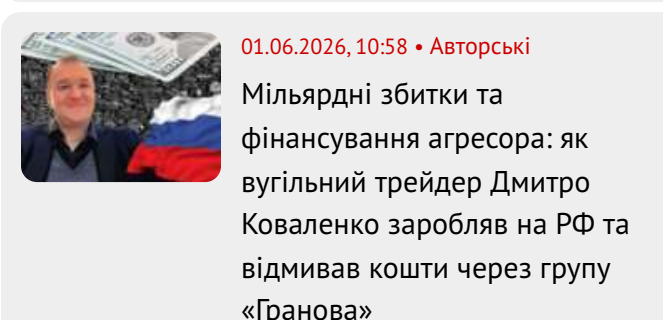 01.06.2026, 10:58 • Авторські
Мільярдні збитки та
фінансування агресора: як
вугільний трейдер Дмитро
Коваленко заробляв на РФ та
відмивав кошти через групу
«Гранова»